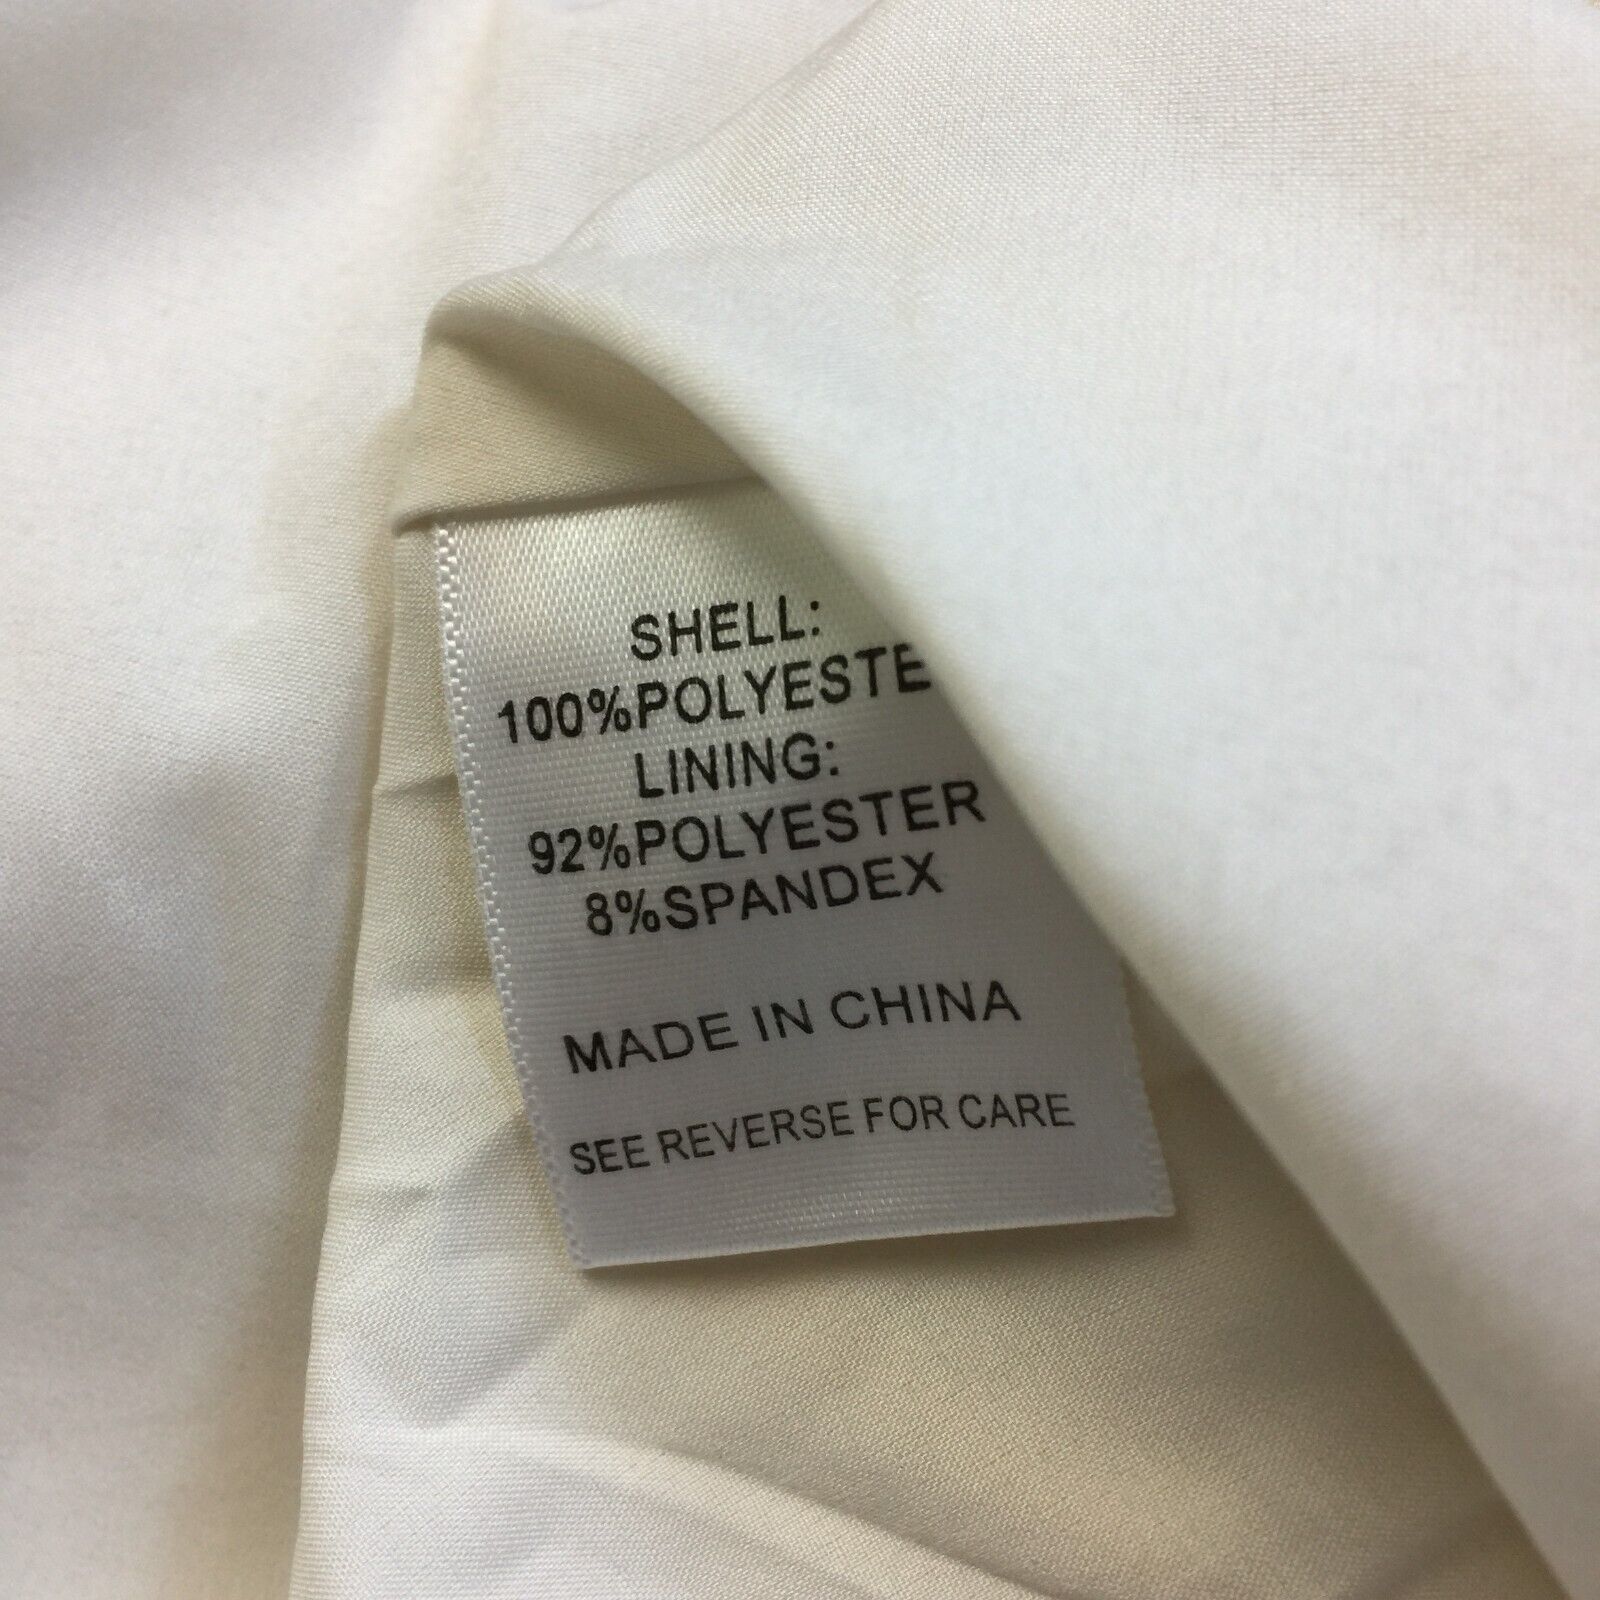 SHELL:
100%POLYESTE
LINING:
92%POLYESTER
8%SPANDEX
MADE IN CHINA
SEE REVERSE FOR CARE